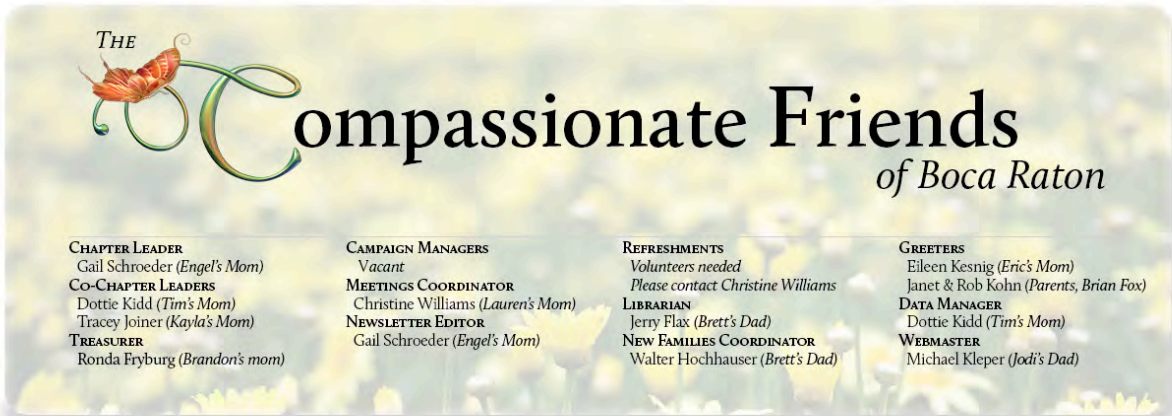 The
Compassionate Friends
of Boca Raton
Chapter Leader
Gail Schroeder (Engel's Mom)
Co-Chapter Leaders
Dottie Kidd (Tim's Mom)
Tracey Joiner (Kayla's Mom)
Treasurer
Ronda Fryburg (Brandon's mom)
Campaign Managers
Vacant
Meetings Coordinator
Christine Williams (Lauren's Mom)
Newsletter Editor
Gail Schroeder (Engel's Mom)
Refreshments
Volunteers needed
Please contact Christine Williams
Librarian
Jerry Flax (Brett's Dad)
New Families Coordinator
Walter Hochhauser (Brett's Dad)
Greeters
Eileen Kesnig (Eric's Mom)
Janet & Rob Kohn (Parents, Brian Fox)
Data Manager
Dottie Kidd (Tim's Mom)
Webmaster
Michael Kleper (Jodi's Dad)